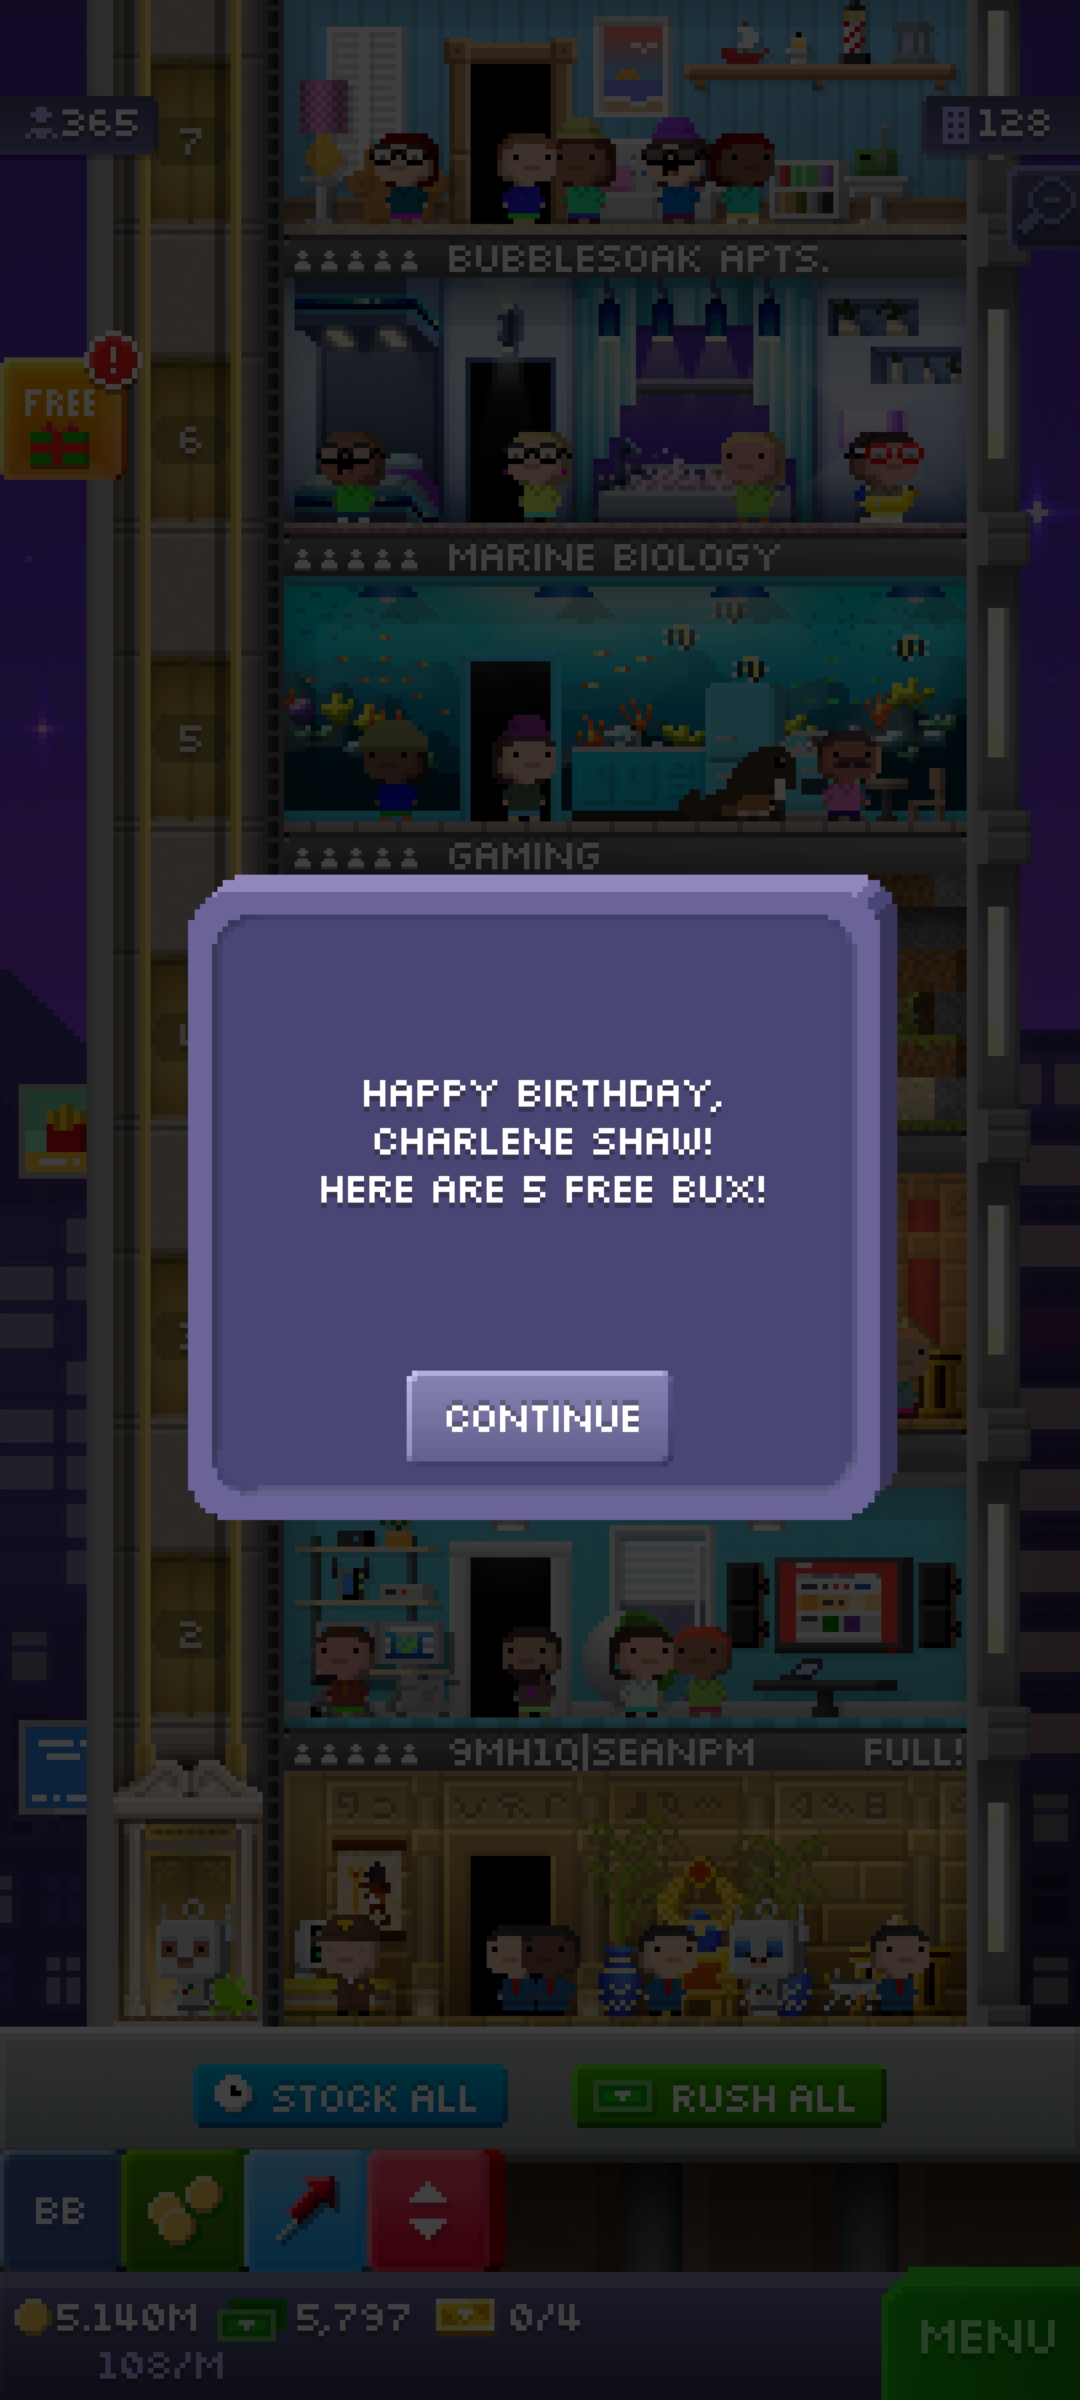 365
7
128
BUBBLESOAK APTS.
FREE
!
6
MARINE BIOLOGY
5
GAMING
HAPPY BIRTHDAY,
CHARLENE SHAW!
HERE ARE 5 FREE BUX!
CONTINUE
2
9MH1Q|SEANPM FULL!
STOCK ALL
RUSH ALL
BB
5.140M
5,797
0/4
108/M
MENU